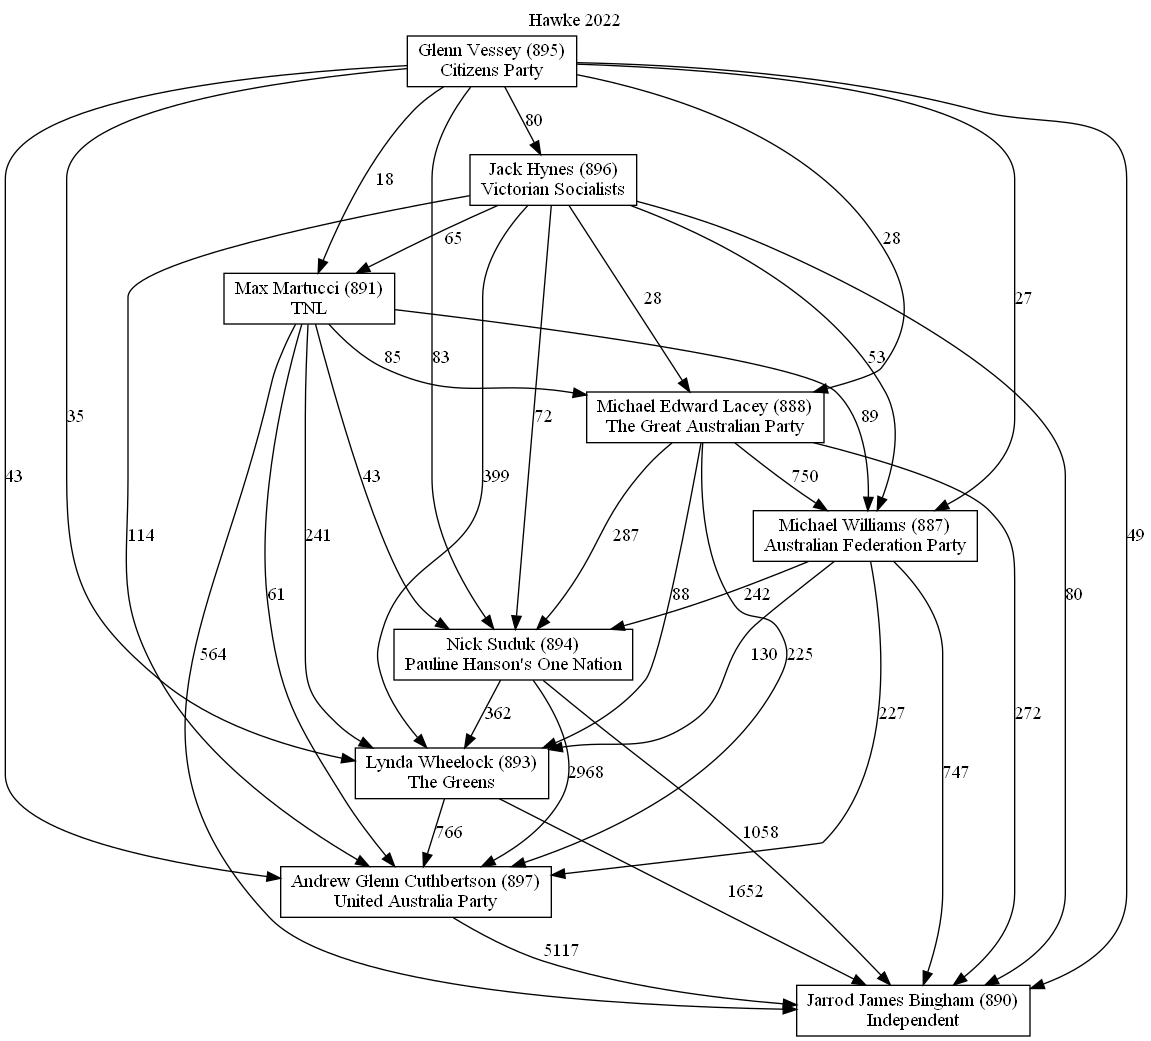 Hawke 2022
Glenn Vessey (895)
Citizens Party
80
Jack Hynes (896)
Victorian Socialists
18
65
28
Max Martucci (891)
TNL
28
27
85
83
53
Michael Edward Lacey (888)
The Great Australian Party
35
72
89
43
43
399
750
Michael Williams (887)
Australian Federation Party
114
241
287
49
61
88
242
80
Nick Suduk (894)
Pauline Hanson's One Nation
564
130
225
362
227
272
Lynda Wheelock (893)
The Greens
2968
747
766
1058
Andrew Glenn Cuthbertson (897)
United Australia Party
1652
5117
Jarrod James Bingham (890)
Independent